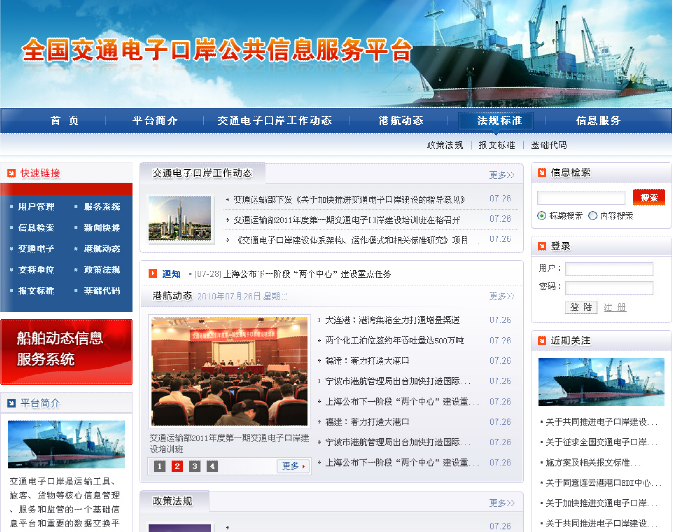 全国交通电子口岸公共信息服务平台
首 页
平台简介
交通电子口岸工作动态
港航动态
法规标准
信息服务
政策法规 | 报文标准 | 基础代码
快速链接
用户管理
服务系统
信息检索
新闻快递
交通电子
港航动态
支持单位
政策法规
报文标准
基础代码
船舶动态信息
服务系统
平台简介
交通电子口岸是运输工具、
旅客、货物等核心信息管理
、服务和监管的一个基础信
息平台和重要的数据交换平
交通电子口岸工作动态
更多>>
交通运输部下发《关于加快推进交通电子口岸建设的指导意见》 07.26
交通运输部2011年度第一期交通电子口岸建设培训班在格召开 07.26
《交通电子口岸建设体系架构、运作模式和相关标准研究》项目 07.26
通知
[07-28] 上海公布下一阶段“两个中心”建设重点任务
港航动态 2010年07月26日 星期二
更多>>
交通运输部2011年度第一期交通电子口岸建
设培训班
1 2 3 4
更多
大连港：港湾集箱全力打通增量渠道 07.26
两个化工泊位签约年吞吐量达500万吨 07.26
福建：着力打造大港口 07.26
宁波市港航管理局出台加快打造国际... 07.26
上海公布下一阶段“两个中心”建设重... 07.26
福建：着力打造大港口 07.26
宁波市港航管理局出台加快打造国际... 07.26
上海公布下一阶段“两个中心”建设重... 07.26
政策法规
更多>>
07.26
信息检索
搜索
标题搜索 内容搜索
登录
用户：
密码：
登 陆
注 册
近期关注
关于共同推进电子口岸建设...
关于征求全国交通电子口岸...
施方案及相关报文标准...
关于同意连云港港口EDI中心...
关于加快推进交通电子口岸...
关于共同推进电子口岸建设...